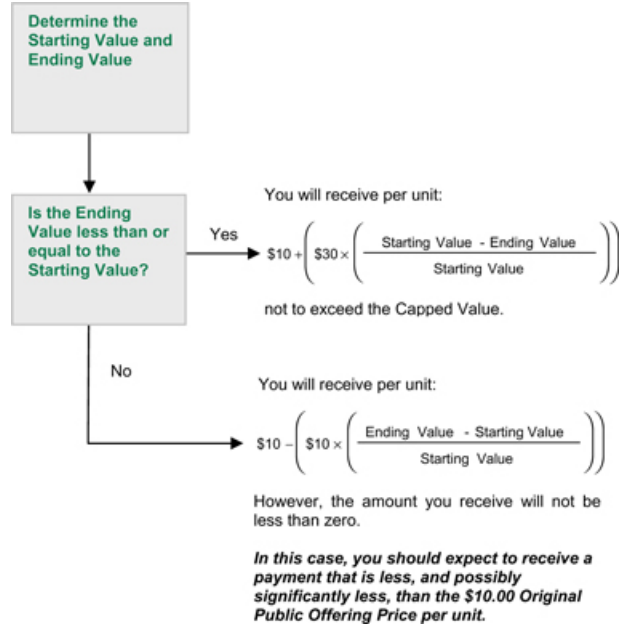 Determine the
Starting Value and
Ending Value
Is the Ending
Value less than or
equal to the
Starting Value?
Yes
You will receive per unit:
$10 + ( $30 × ( Starting Value - Ending Value
Starting Value ) )
not to exceed the Capped Value.
No
You will receive per unit:
$10 − ( $10 × ( Ending Value - Starting Value
Starting Value ) )
However, the amount you receive will not be
less than zero.
In this case, you should expect to receive a
payment that is less, and possibly
significantly less, than the $10.00 Original
Public Offering Price per unit.